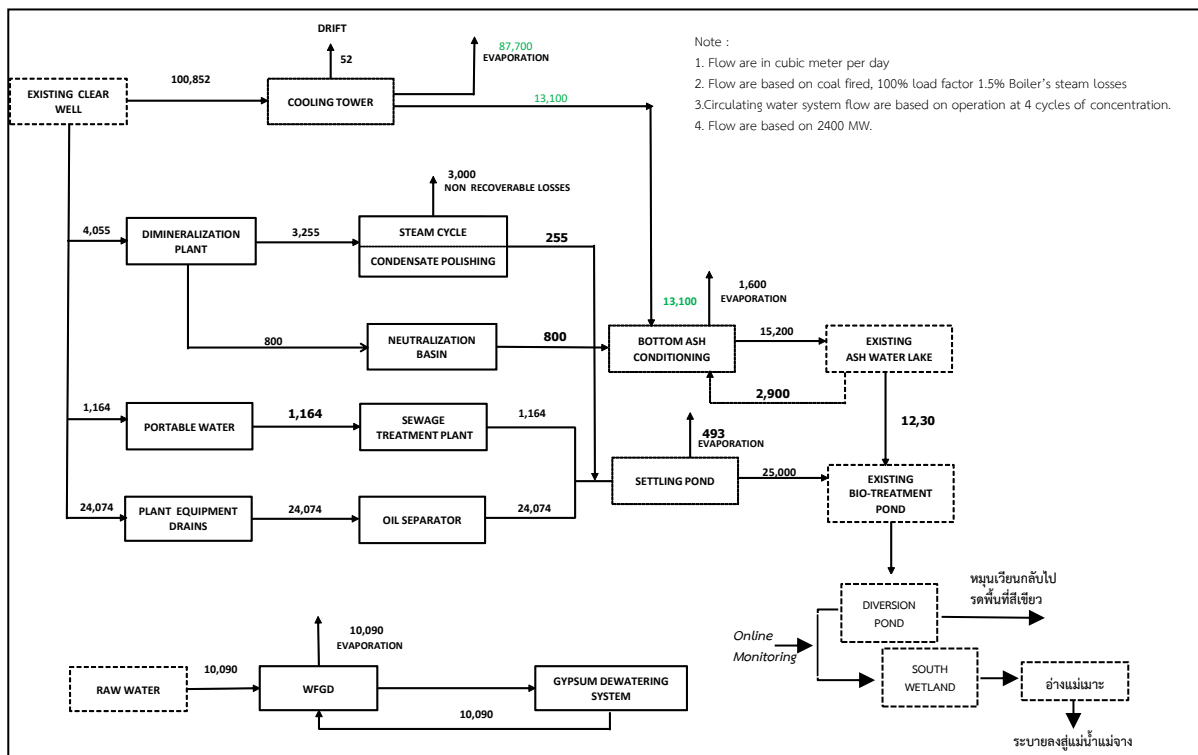 DRIFT
52
87,700
EVAPORATION
Note :
1. Flow are in cubic meter per day
2. Flow are based on coal fired, 100% load factor 1.5% Boiler's steam losses
3.Circulating water system flow are based on operation at 4 cycles of concentration.
4. Flow are based on 2400 MW.
EXISTING CLEAR
WELL
100,852
COOLING TOWER
13,100
3,000
NON RECOVERABLE LOSSES
4,055
DIMINERALIZATION
PLANT
3,255
STEAM CYCLE
CONDENSATE POLISHING
255
1,600
EVAPORATION
13,100
800
NEUTRALIZATION
BASIN
800
BOTTOM ASH
CONDITIONING
15,200
EXISTING
ASH WATER LAKE
2,900
1,164
PORTABLE WATER
1,164
SEWAGE
TREATMENT PLANT
1,164
12,30
493
EVAPORATION
SETTLING POND
25,000
EXISTING
BIO-TREATMENT
POND
24,074
PLANT EQUIPMENT
DRAINS
24,074
OIL SEPARATOR
24,074
หมุนเวียนกลับไป
รดพื้นที่สีเขียว
DIVERSION
POND
Online
Monitoring
SOUTH
WETLAND
อ่างแม่เมาะ
ระบายลงสู่แม่น้ำแม่จาง
10,090
EVAPORATION
RAW WATER
10,090
WFGD
GYPSUM DEWATERING
SYSTEM
10,090